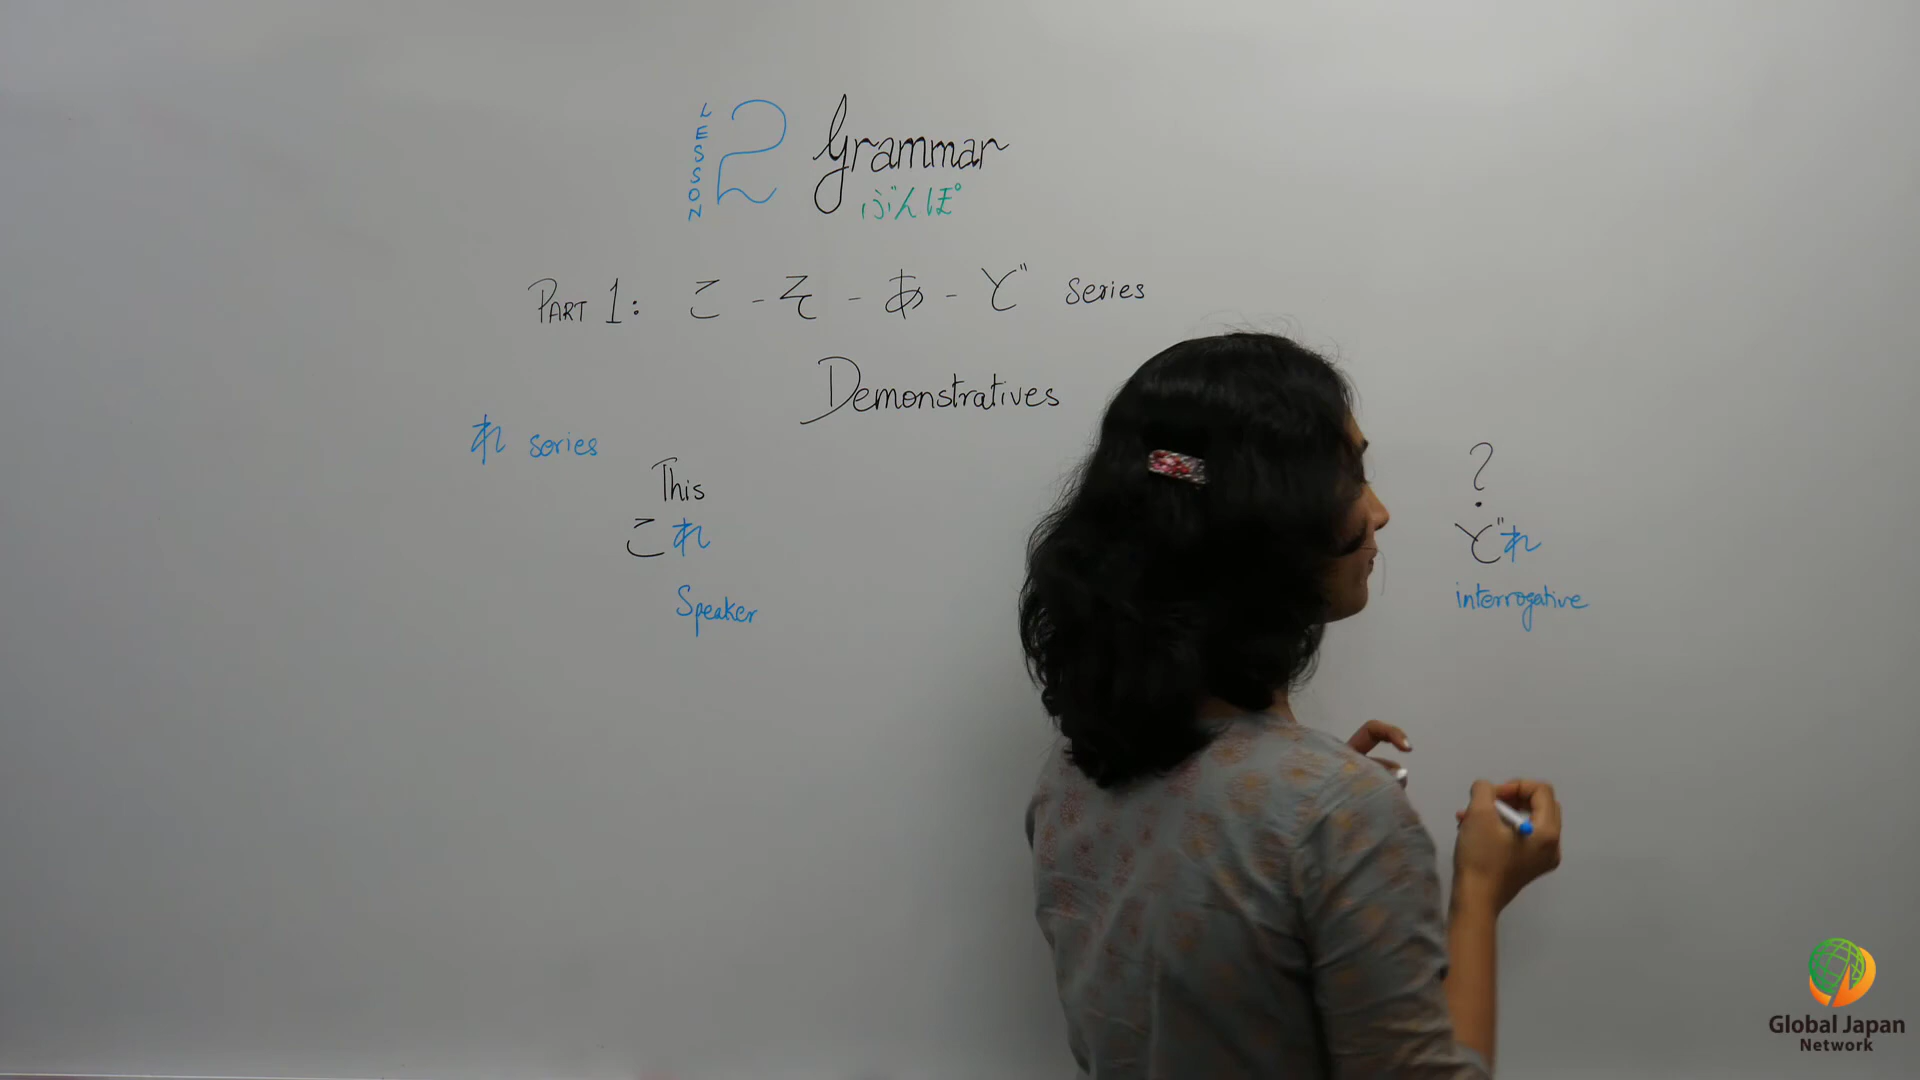 LESSON 2 Grammar
ぶんぽ
PART 1: こ - そ - あ - ど series
Demonstratives
れ series
This
?
これ
どれ
Speaker
interrogative
Global Japan
Network